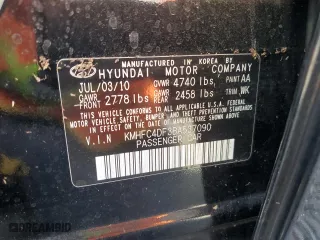 MANUFACTURED IN KOREA BY
HYUNDAI MOTOR COMPANY
JUL/03/10 GVWR 4740 lbs PAINT AA
GAWR FRT 2778 lbs GAWR RR 2458 lbs TRIM WK
THIS VEHICLE CONFORMS TO ALL APPLICABLE U.S. FEDERAL
MOTOR VEHICLE SAFETY, BUMPER, AND THEFT PREVENTION STANDARDS
IN EFFECT ON THE DATE OF MANUFACTURE SHOWN ABOVE.
V.I.N
PASSENGER CAR